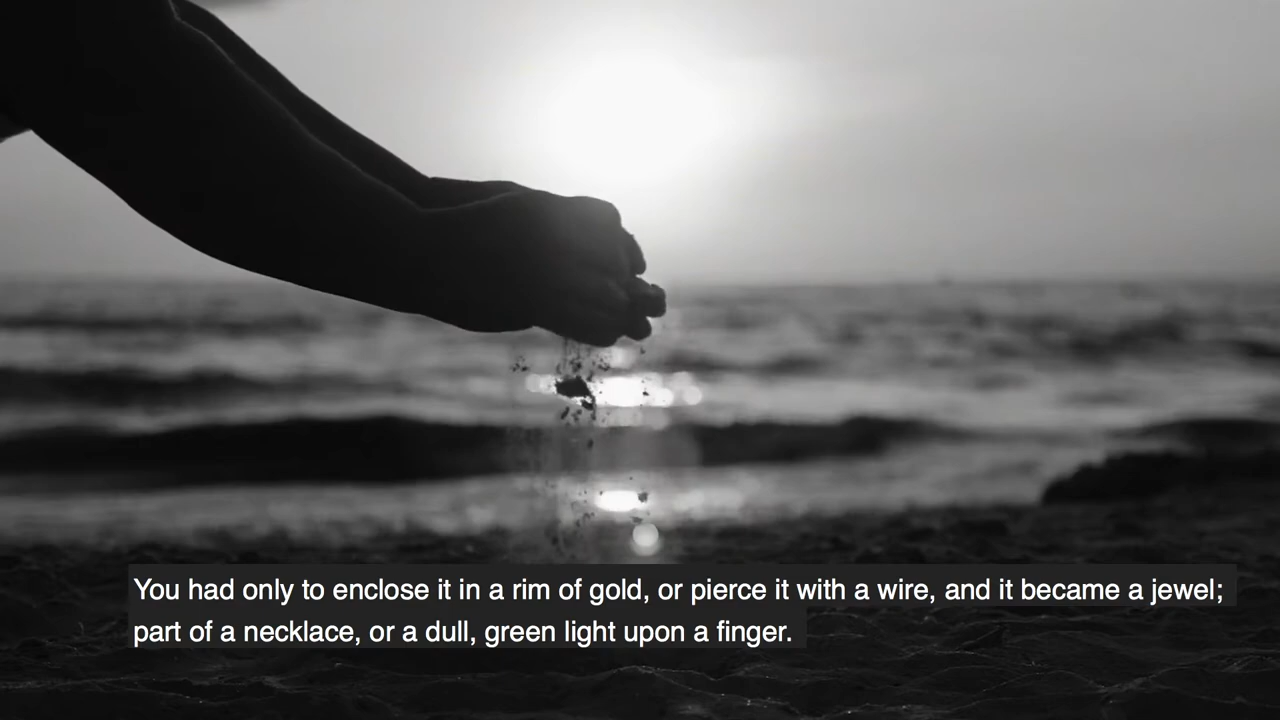 You had only to enclose it in a rim of gold, or pierce it with a wire, and it became a jewel;
part of a necklace, or a dull, green light upon a finger.